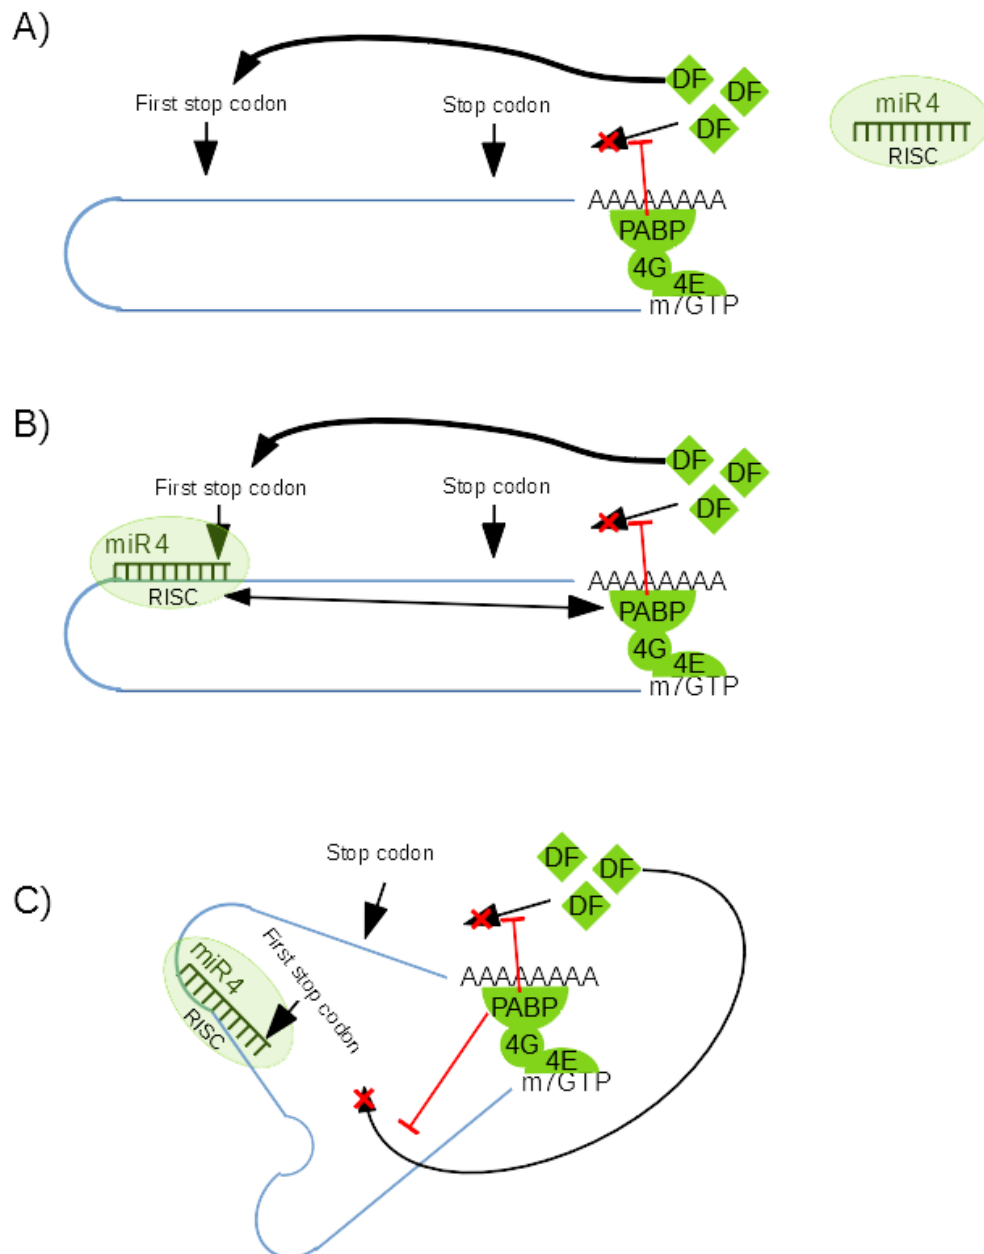 A)
DF
DF
miR4
First stop codon
Stop codon
DF
RISC
AAAAAAAA
PABP
4G
4E
m7GTP
B)
DF
DF
First stop codon
Stop codon
DF
miR4
AAAAAAAA
RISC
PABP
4G
4E
m7GTP
Stop codon
DF
DF
C)
DF
First stop codon
miR4
AAAAAAAA
RISC
PABP
4G
4E
m7GTP